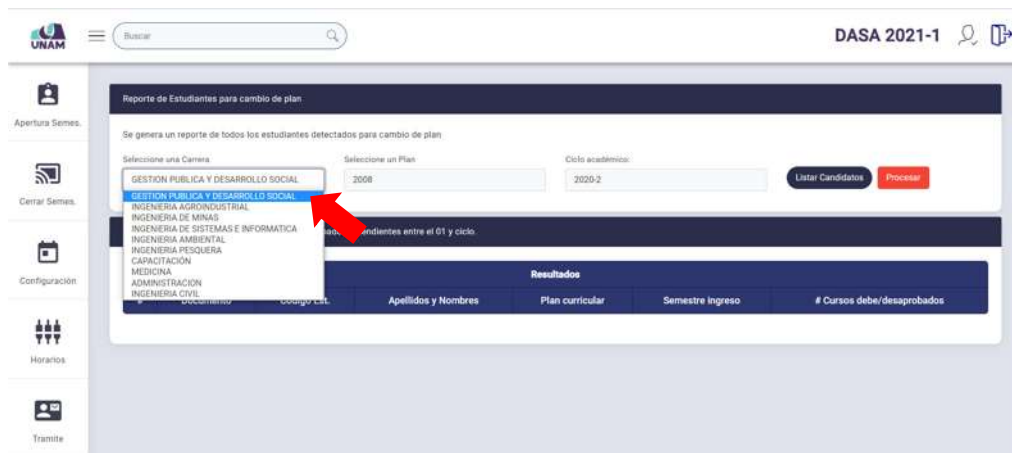 UNAM
Buscar
DASA 2021-1
Apertura Semes.
Cerrar Semes.
Configuración
Horarios
Tramite
Reporte de Estudiantes para cambio de plan
Se genera un reporte de todos los estudiantes detectados para cambio de plan
Seleccione una Carrera
Seleccione un Plan
Ciclo académico:
GESTION PUBLICA Y DESARROLLO SOCIAL
2008
2020-2
Listar Candidatos
Procesar
GESTION PUBLICA Y DESARROLLO SOCIAL
INGENIERIA AGROINDUSTRIAL
INGENIERIA DE MINAS
INGENIERIA DE SISTEMAS E INFORMATICA
INGENIERIA AMBIENTAL
INGENIERIA PESQUERA
CAPACITACIÓN
MEDICINA
ADMINISTRACION
INGENIERIA CIVIL
entre el 01 y ciclo.
Resultados
# Documento Código Est. Apellidos y Nombres Plan curricular Semestre ingreso # Cursos debe/desaprobados